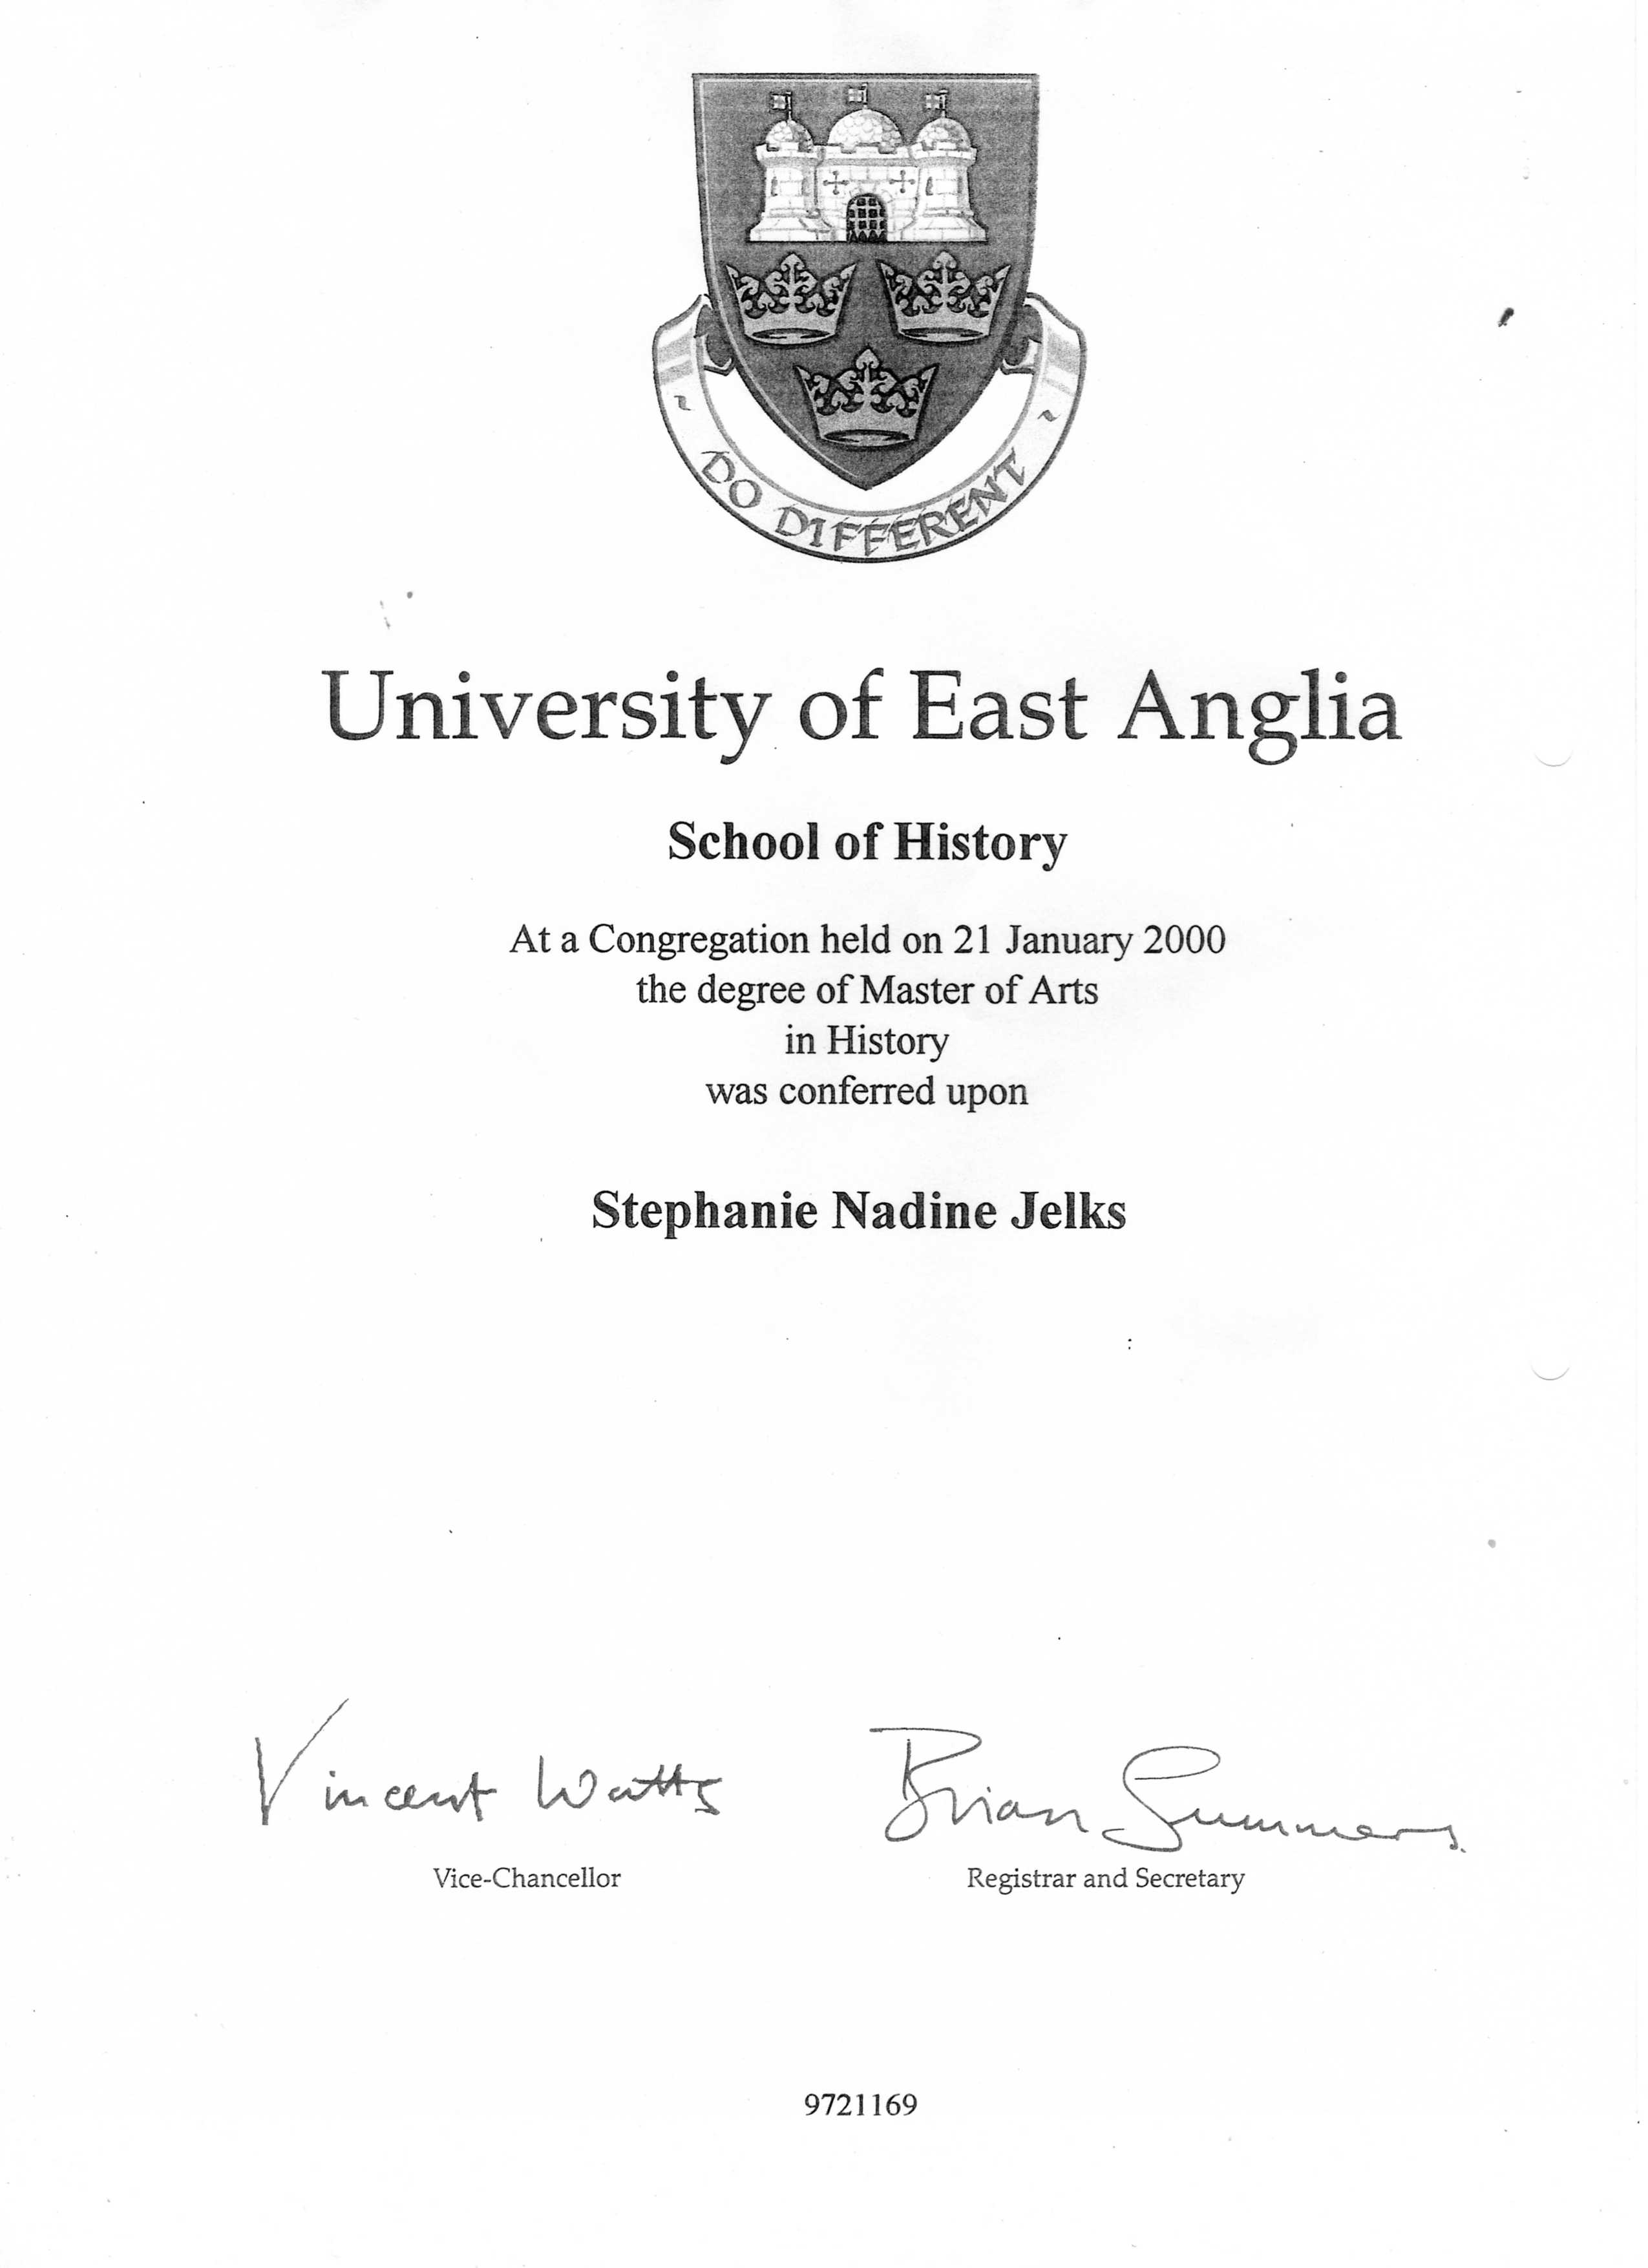 DO DIFFERENT
University of East Anglia
School of History
At a Congregation held on 21 January 2000
the degree of Master of Arts
in History
was conferred upon
Stephanie Nadine Jelks
Vincent Watts
Brian Summers.
Vice-Chancellor
Registrar and Secretary
9721169